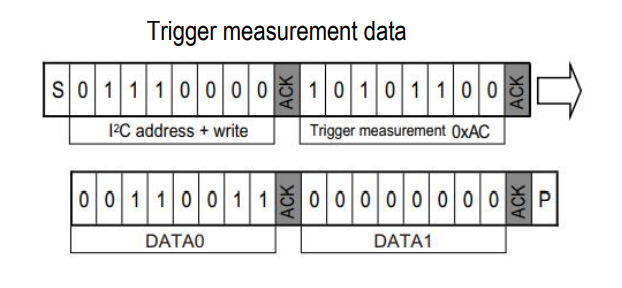 Trigger measurement data
S 0 1 1 1 0 0 0 0 ACK 1 0 1 0 1 1 0 0 ACK
I²C address + write Trigger measurement 0xAC
0 0 1 1 0 0 1 1 ACK 0 0 0 0 0 0 0 0 ACK P
DATA0 DATA1